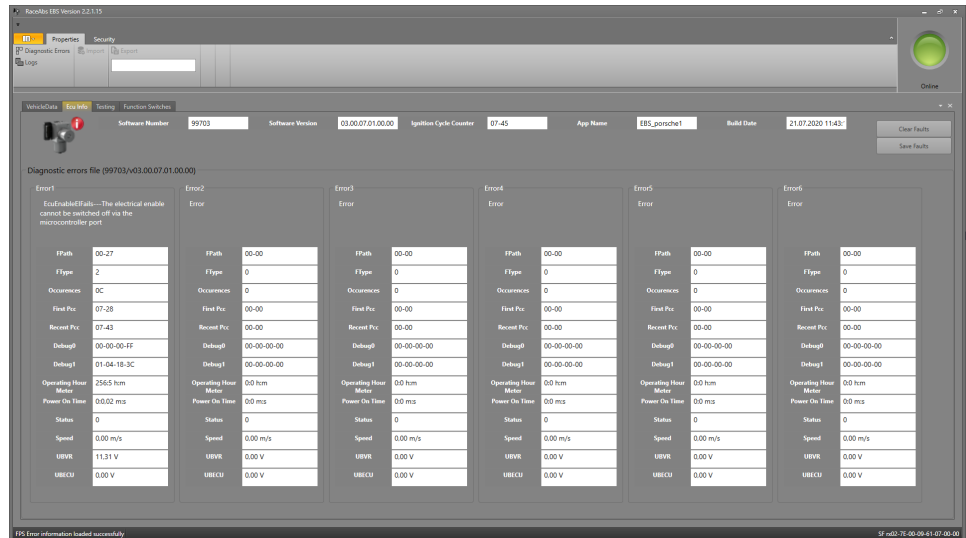 RaceAbs EBS Version 2.2.1.15
Properties Security
Diagnostic Errors Import Export
Logs
Online
VehicleData Ecu Info Testing Function Switches
Software Number 99703 Software Version 03.00.07.01.00.00 Ignition Cycle Counter 07-45 App Name EBS_porsche1 Build Date 21.07.2020 11:43:
Clear Faults
Save Faults
Diagnostic errors file (99703/v03.00.07.01.00.00)
Error1 Error2 Error3 Error4 Error5 Error6
EcuEnableElFails---The electrical enable Error Error Error Error Error
cannot be switched off via the
microcontroller port
FPath 00-27 FPath 00-00 FPath 00-00 FPath 00-00 FPath 00-00 FPath 00-00
FType 2 FType 0 FType 0 FType 0 FType 0 FType 0
Occurences 0C Occurences 0 Occurences 0 Occurences 0 Occurences 0 Occurences 0
First Pcc 07-28 First Pcc 00-00 First Pcc 00-00 First Pcc 00-00 First Pcc 00-00 First Pcc 00-00
Recent Pcc 07-43 Recent Pcc 00-00 Recent Pcc 00-00 Recent Pcc 00-00 Recent Pcc 00-00 Recent Pcc 00-00
Debug0 00-00-00-FF Debug0 00-00-00-00 Debug0 00-00-00-00 Debug0 00-00-00-00 Debug0 00-00-00-00 Debug0 00-00-00-00
Debug1 01-04-18-3C Debug1 00-00-00-00 Debug1 00-00-00-00 Debug1 00-00-00-00 Debug1 00-00-00-00 Debug1 00-00-00-00
Operating Hour Meter 256:5 h:m Operating Hour Meter 0:0 h:m Operating Hour Meter 0:0 h:m Operating Hour Meter 0:0 h:m Operating Hour Meter 0:0 h:m Operating Hour Meter 0:0 h:m
Power On Time 0:0.02 m:s Power On Time 0:0 m:s Power On Time 0:0 m:s Power On Time 0:0 m:s Power On Time 0:0 m:s Power On Time 0:0 m:s
Status 0 Status 0 Status 0 Status 0 Status 0 Status 0
Speed 0.00 m/s Speed 0.00 m/s Speed 0.00 m/s Speed 0.00 m/s Speed 0.00 m/s Speed 0.00 m/s
UBVR 11,31 V UBVR 0,00 V UBVR 0,00 V UBVR 0,00 V UBVR 0,00 V UBVR 0,00 V
UBECU 0,00 V UBECU 0,00 V UBECU 0,00 V UBECU 0,00 V UBECU 0,00 V UBECU 0,00 V
FPS Error information loaded successfully
SF no02-7E-00-09-61-07-00-00